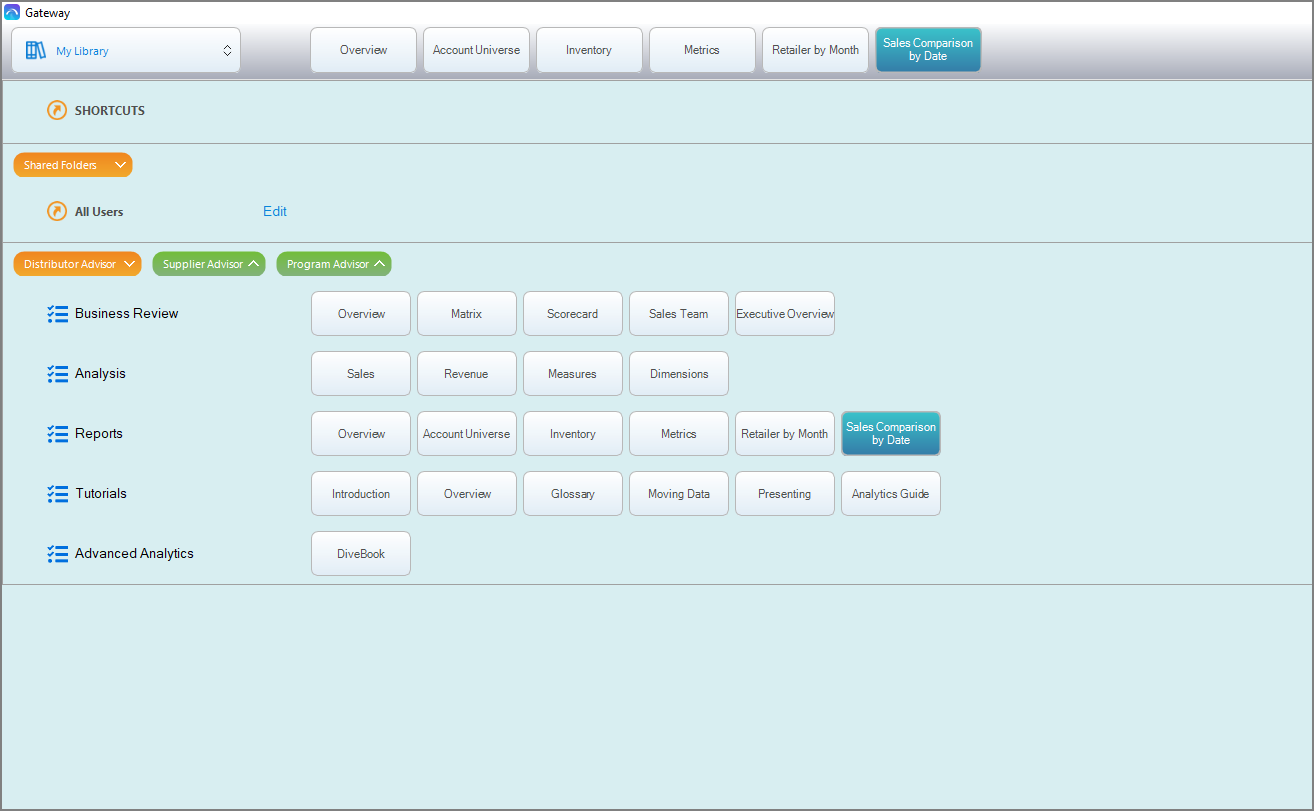 Gateway
My Library
Overview
Account Universe
Inventory
Metrics
Retailer by Month
Sales Comparison
by Date
SHORTCUTS
Shared Folders
All Users
Edit
Distributor Advisor
Supplier Advisor
Program Advisor
Business Review
Overview
Matrix
Scorecard
Sales Team
Executive Overview
Analysis
Sales
Revenue
Measures
Dimensions
Reports
Overview
Account Universe
Inventory
Metrics
Retailer by Month
Sales Comparison
by Date
Tutorials
Introduction
Overview
Glossary
Moving Data
Presenting
Analytics Guide
Advanced Analytics
DiveBook